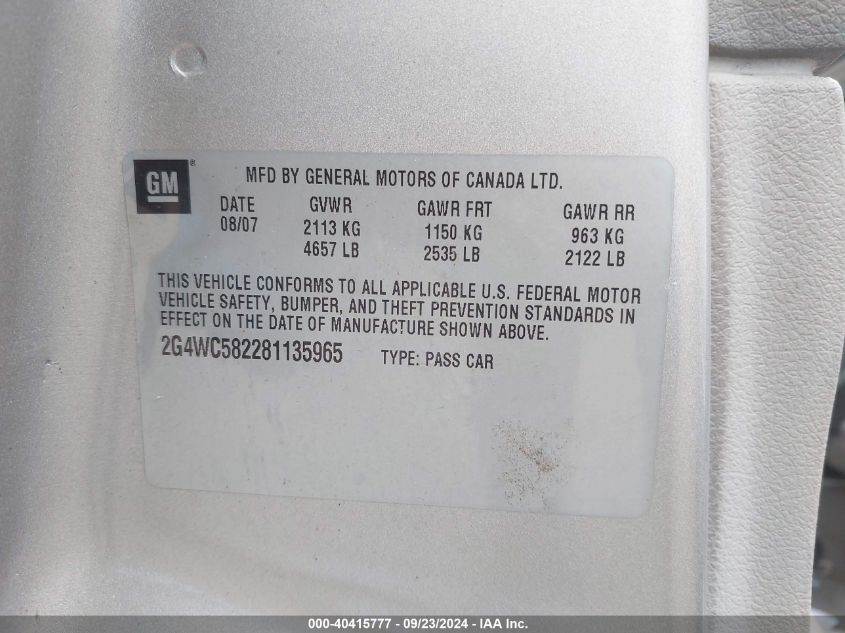 GM ®
MFD BY GENERAL MOTORS OF CANADA LTD.
DATE GVWR GAWR FRT GAWR RR
08/07 2113 KG 1150 KG 963 KG
4657 LB 2535 LB 2122 LB
THIS VEHICLE CONFORMS TO ALL APPLICABLE U.S. FEDERAL MOTOR
VEHICLE SAFETY, BUMPER, AND THEFT PREVENTION STANDARDS IN
EFFECT ON THE DATE OF MANUFACTURE SHOWN ABOVE.
2G4WC582281135965 TYPE: PASS CAR
000-40415777 - 09/23/2024 - IAA Inc.